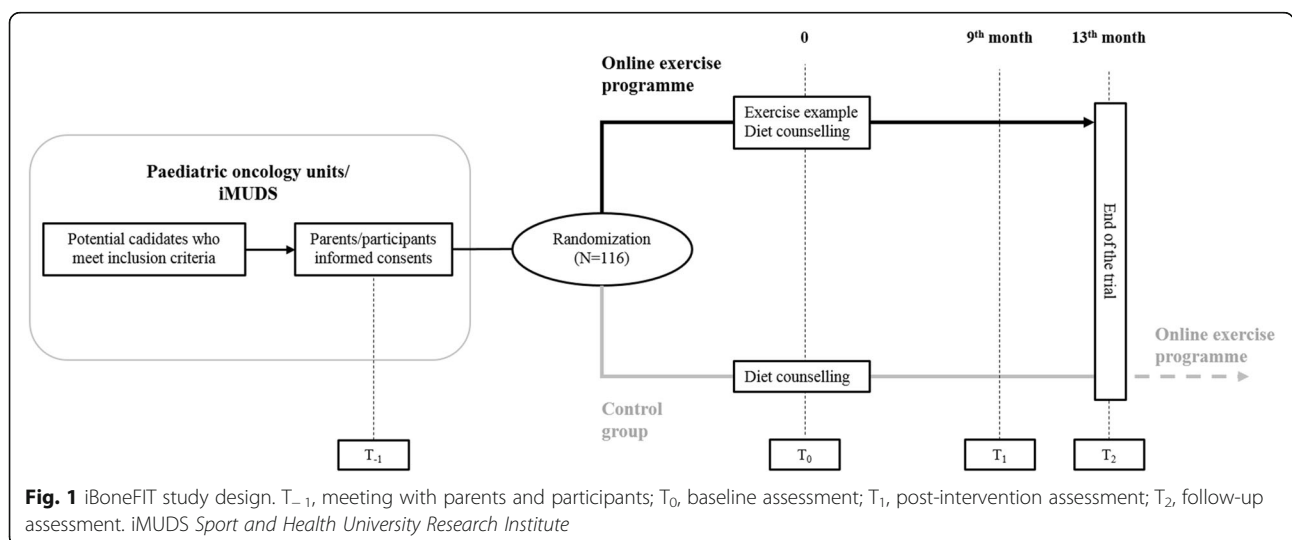 0
9th month
13th month
Online exercise
programme
Exercise example
Diet counselling
Paediatric oncology units/
iMUDS
Potential cadidates who
meet inclusion criteria
Parents/participants
informed consents
Randomization
(N=116)
End of the trial
Online exercise
programme
Diet counselling
Control
group
T-1
T0
T1
T2
Fig. 1 iBoneFIT study design. T− 1, meeting with parents and participants; T0, baseline assessment; T1, post-intervention assessment; T2, follow-up
assessment. iMUDS Sport and Health University Research Institute